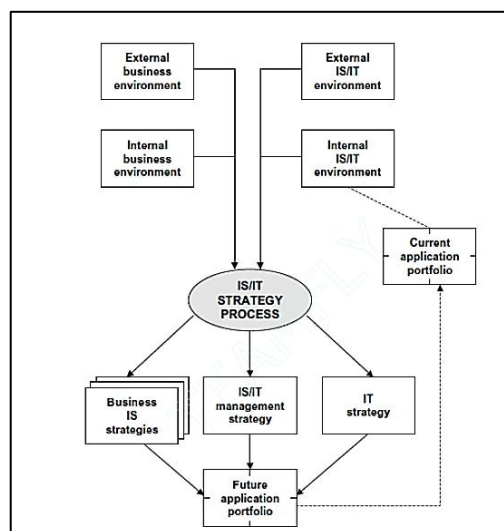 External
business
environment
External
IS/IT
environment
Internal
business
environment
Internal
IS/IT
environment
Current
application
portfolio
IS/IT
STRATEGY
PROCESS
Business
IS
strategies
IS/IT
management
strategy
IT
strategy
Future
application
portfolio